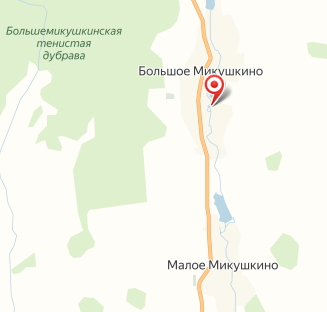 Большемикушкинская
тенистая
дубрава
Большое Микушкино
Малое Микушкино